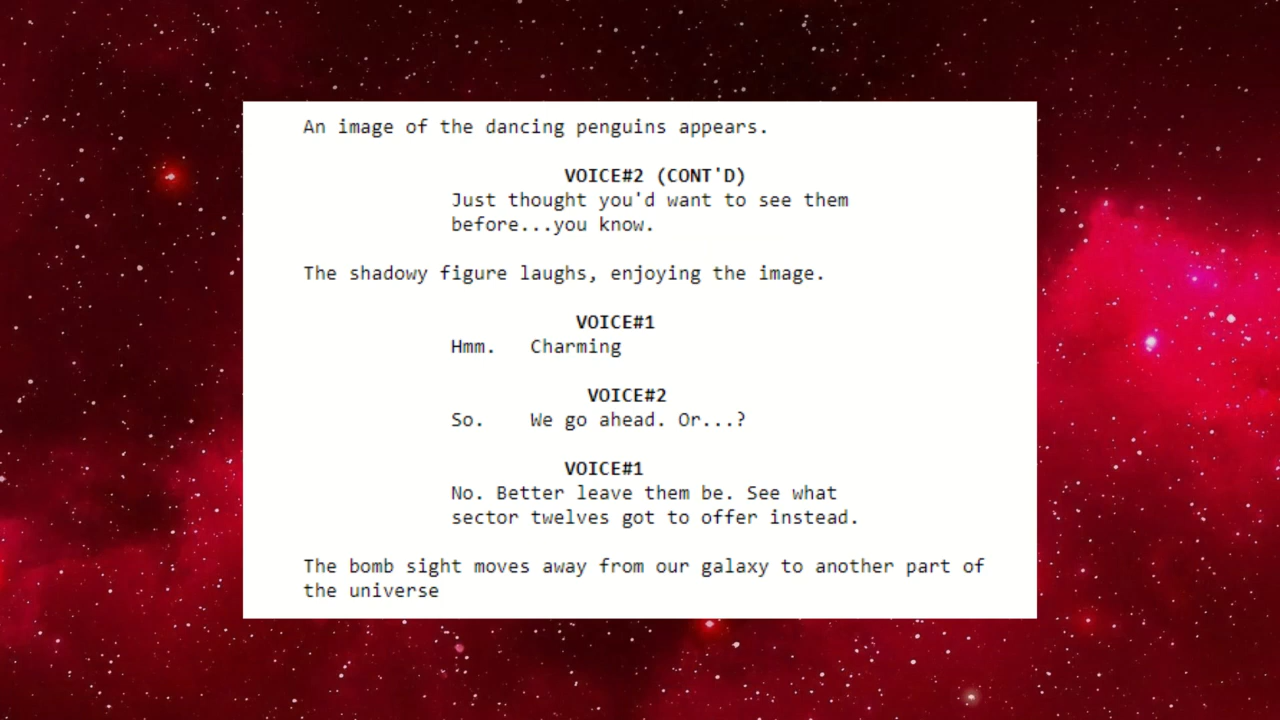 An image of the dancing penguins appears.
VOICE#2 (CONT'D)
Just thought you'd want to see them
before...you know.
The shadowy figure laughs, enjoying the image.
VOICE#1
Hmm.   Charming
VOICE#2
So.    We go ahead. Or...?
VOICE#1
No. Better leave them be. See what
sector twelves got to offer instead.
The bomb sight moves away from our galaxy to another part of
the universe